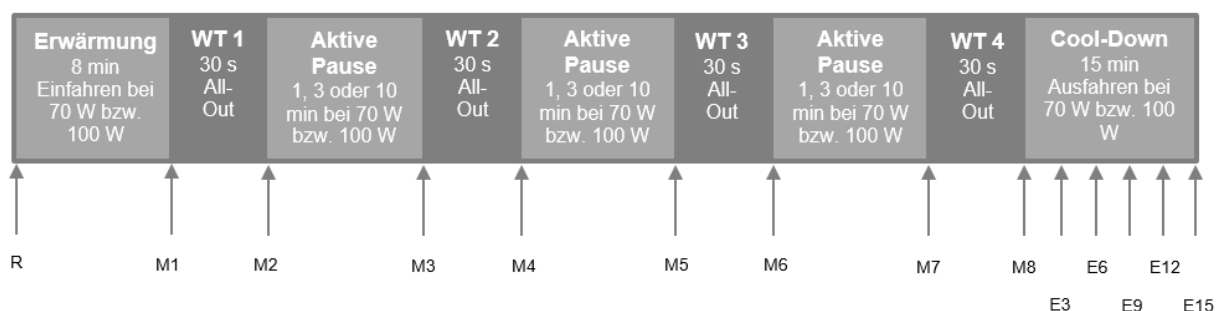 Erwärmung
8 min
Einfahren bei
70 W bzw.
100 W
WT 1
30 s
All-
Out
Aktive
Pause
1, 3 oder 10
min bei 70 W
bzw. 100 W
WT 2
30 s
All-
Out
Aktive
Pause
1, 3 oder 10
min bei 70 W
bzw. 100 W
WT 3
30 s
All-
Out
Aktive
Pause
1, 3 oder 10
min bei 70 W
bzw. 100 W
WT 4
30 s
All-
Out
Cool-Down
15 min
Ausfahren bei
70 W bzw. 100
W
R
M1
M2
M3
M4
M5
M6
M7
M8
E6
E12
E3
E9
E15